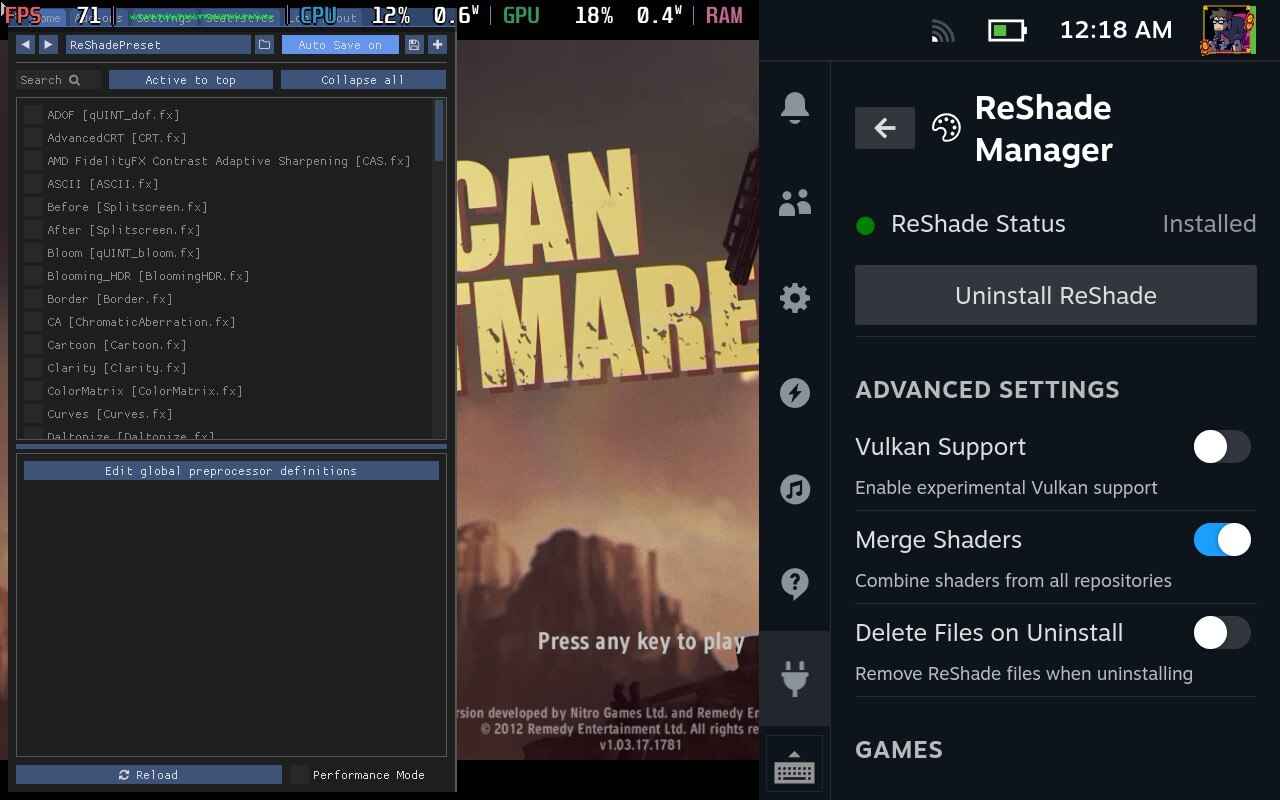 FPS 71 CPU 12% 0.6W GPU 18% 0.4W RAM
ReShadePreset
Auto Save on
Search
Active to top
Collapse all
ADOF [qUINT_dof.fx]
AdvancedCRT [CRT.fx]
AMD FidelityFX Contrast Adaptive Sharpening [CAS.fx]
ASCII [ASCII.fx]
Before [Splitscreen.fx]
After [Splitscreen.fx]
Bloom [qUINT_bloom.fx]
Blooming_HDR [BloomingHDR.fx]
Border [Border.fx]
CA [ChromaticAberration.fx]
Cartoon [Cartoon.fx]
Clarity [Clarity.fx]
ColorMatrix [ColorMatrix.fx]
Curves [Curves.fx]
Daltonize [Daltonize.fx]
Edit global preprocessor definitions
Reload
Performance Mode
CAN
TMARE
Press any key to play
rsion developed by Nitro Games Ltd. and Remedy En
© 2012 Remedy Entertainment Ltd. All rights re
v1.03.17.1781
12:18 AM
ReShade
Manager
ReShade Status
Installed
Uninstall ReShade
ADVANCED SETTINGS
Vulkan Support
Enable experimental Vulkan support
Merge Shaders
Combine shaders from all repositories
Delete Files on Uninstall
Remove ReShade files when uninstalling
GAMES